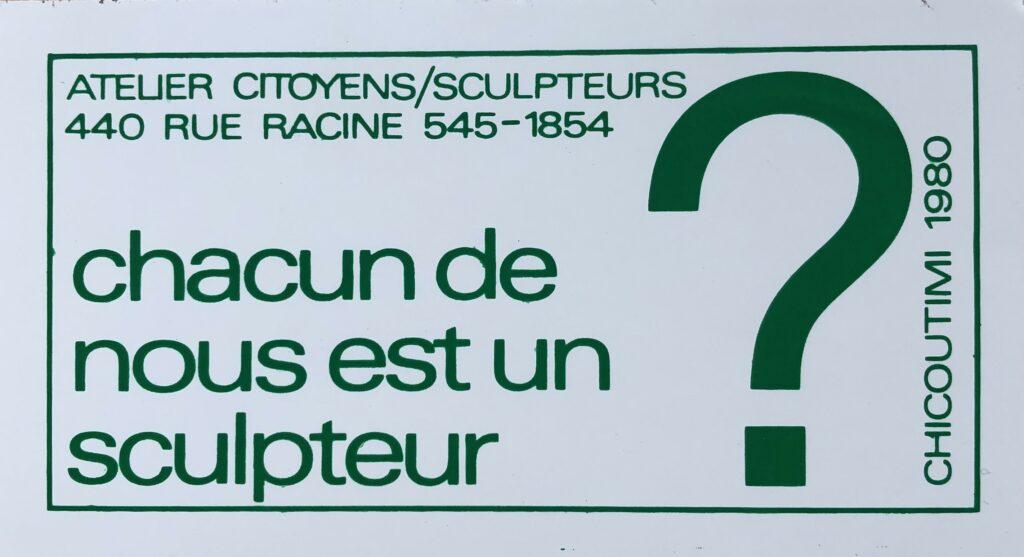 ATELIER CITOYENS/SCULPTEURS
440 RUE RACINE 545-1854
chacun de
nous est un
sculpteur
?
CHICOUTIMI 1980